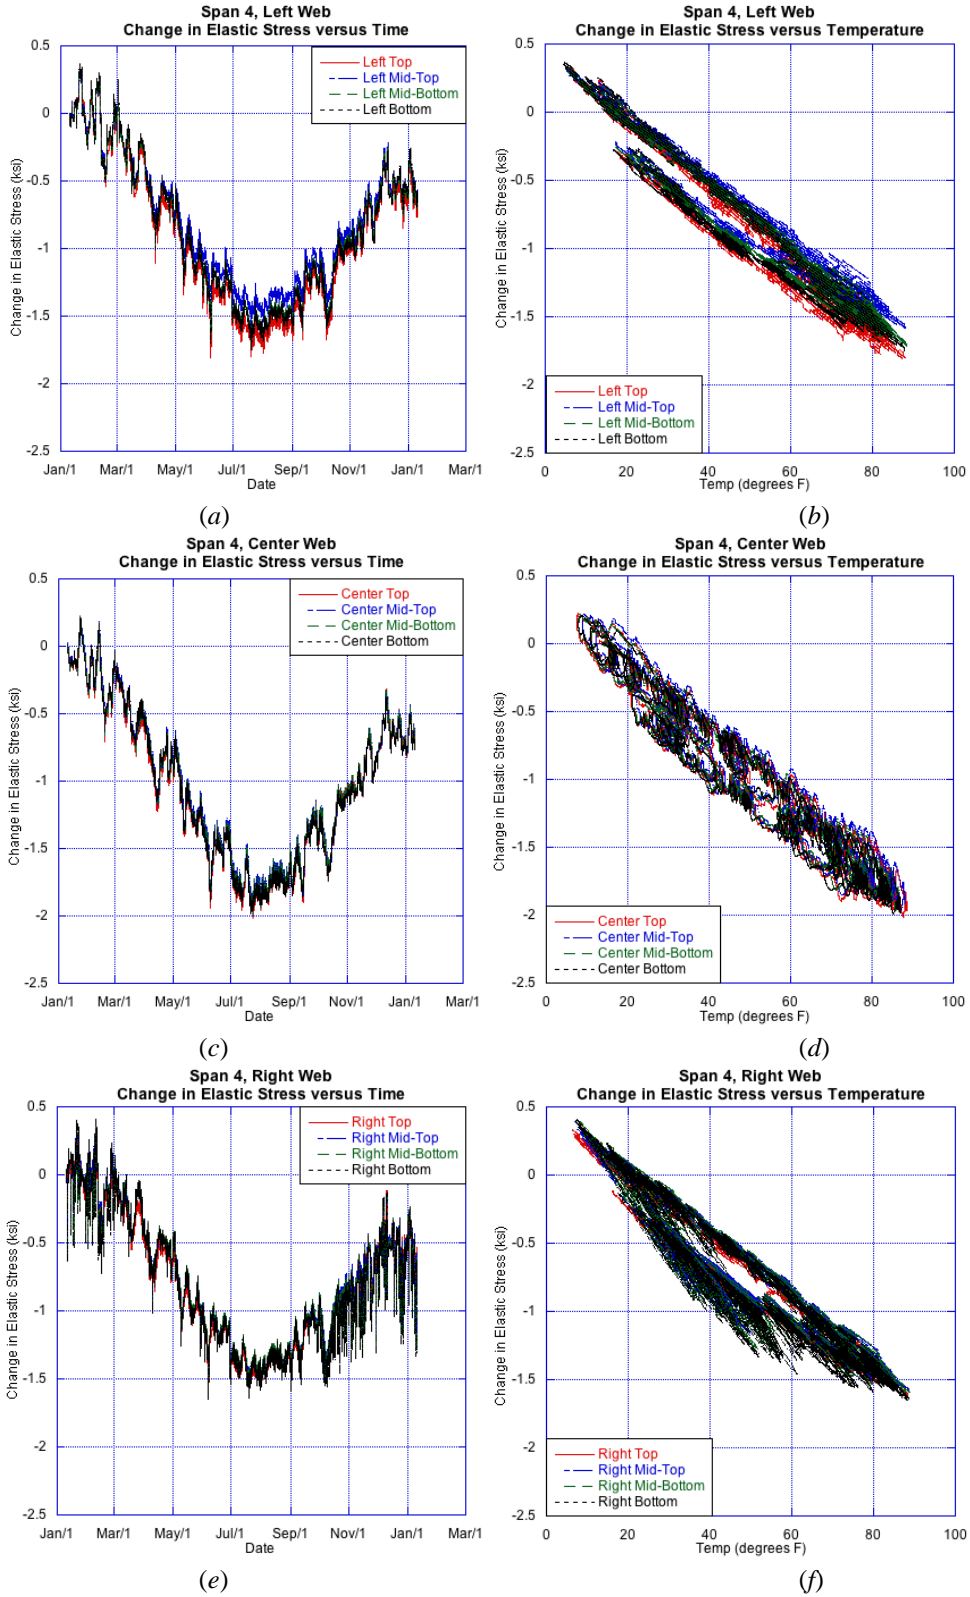 Span 4, Left Web
Change in Elastic Stress versus Time
Change in Elastic Stress (ksi)
0.5
0
-0.5
-1
-1.5
-2
-2.5
Left Top
Left Mid-Top
Left Mid-Bottom
Left Bottom
Jan/1 Mar/1 May/1 Jul/1 Sep/1 Nov/1 Jan/1 Mar/1
Date
(a)
Span 4, Left Web
Change in Elastic Stress versus Temperature
Change in Elastic Stress (ksi)
0.5
0
-0.5
-1
-1.5
-2
-2.5
Left Top
Left Mid-Top
Left Mid-Bottom
Left Bottom
0 20 40 60 80 100
Temp (degrees F)
(b)
Span 4, Center Web
Change in Elastic Stress versus Time
Change in Elastic Stress (ksi)
0.5
0
-0.5
-1
-1.5
-2
-2.5
Center Top
Center Mid-Top
Center Mid-Bottom
Center Bottom
Jan/1 Mar/1 May/1 Jul/1 Sep/1 Nov/1 Jan/1 Mar/1
Date
(c)
Span 4, Center Web
Change in Elastic Stress versus Temperature
Change in Elastic Stress (ksi)
0.5
0
-0.5
-1
-1.5
-2
-2.5
Center Top
Center Mid-Top
Center Mid-Bottom
Center Bottom
0 20 40 60 80 100
Temp (degrees F)
(d)
Span 4, Right Web
Change in Elastic Stress versus Time
Change in Elastic Stress (ksi)
0.5
0
-0.5
-1
-1.5
-2
-2.5
Right Top
Right Mid-Top
Right Mid-Bottom
Right Bottom
Jan/1 Mar/1 May/1 Jul/1 Sep/1 Nov/1 Jan/1 Mar/1
Date
(e)
Span 4, Right Web
Change in Elastic Stress versus Temperature
Change in Elastic Stress (ksi)
0.5
0
-0.5
-1
-1.5
-2
-2.5
Right Top
Right Mid-Top
Right Mid-Bottom
Right Bottom
0 20 40 60 80 100
Temp (degrees F)
(f)